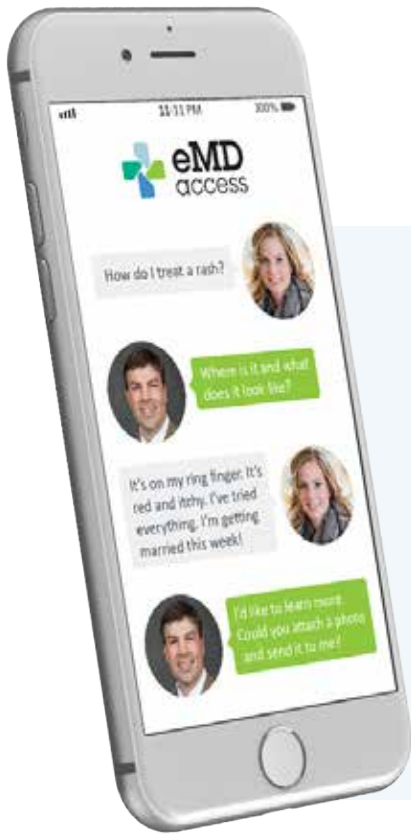 11:11 PM
100%
eMD
access
How do I treat a rash?
Where is it and what
does it look like?
It's on my ring finger. It's
red and itchy. I've tried
everything. I'm getting
married this week!
I'd like to learn more.
Could you attach a photo
and send it to me?